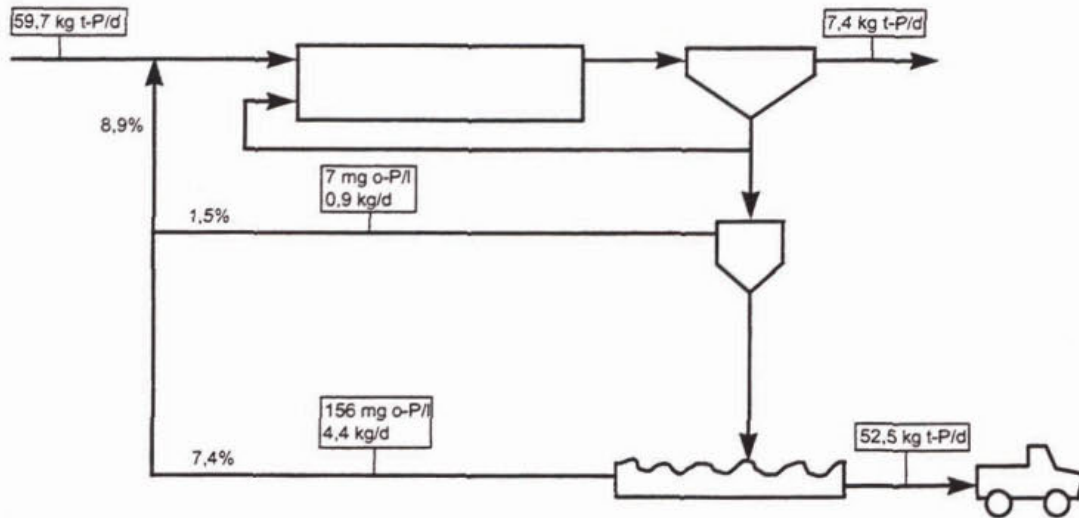 59,7 kg t-P/d
7,4 kg t-P/d
8,9%
7 mg o-P/l
0,9 kg/d
1,5%
156 mg o-P/l
4,4 kg/d
7,4%
52,5 kg t-P/d